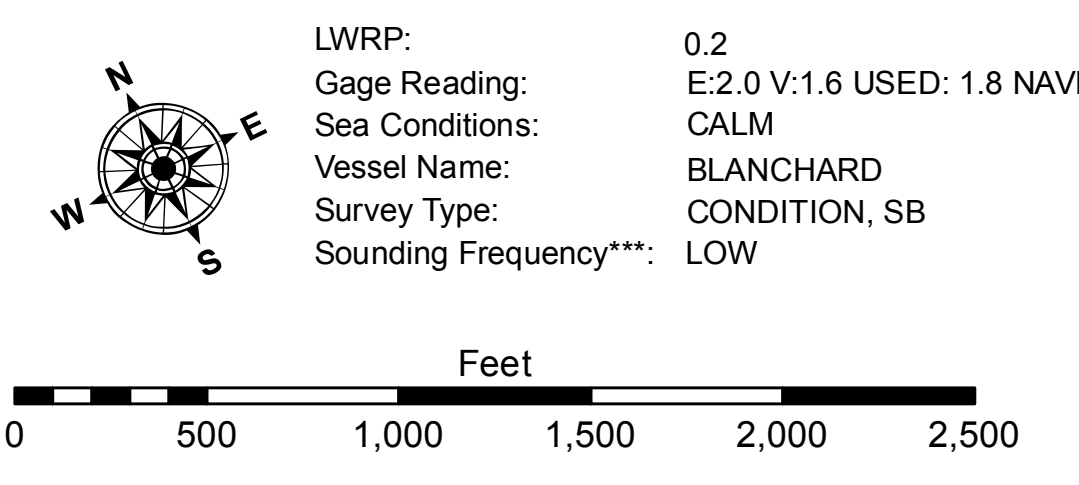 N
E
W
S
LWRP: 0.2
Gage Reading: E:2.0 V:1.6 USED: 1.8
Sea Conditions: CALM
Vessel Name: BLANCHARD
Survey Type: CONDITION, SB
Sounding Frequency***: LOW
Feet
0 500 1,000 1,500 2,000 2,500